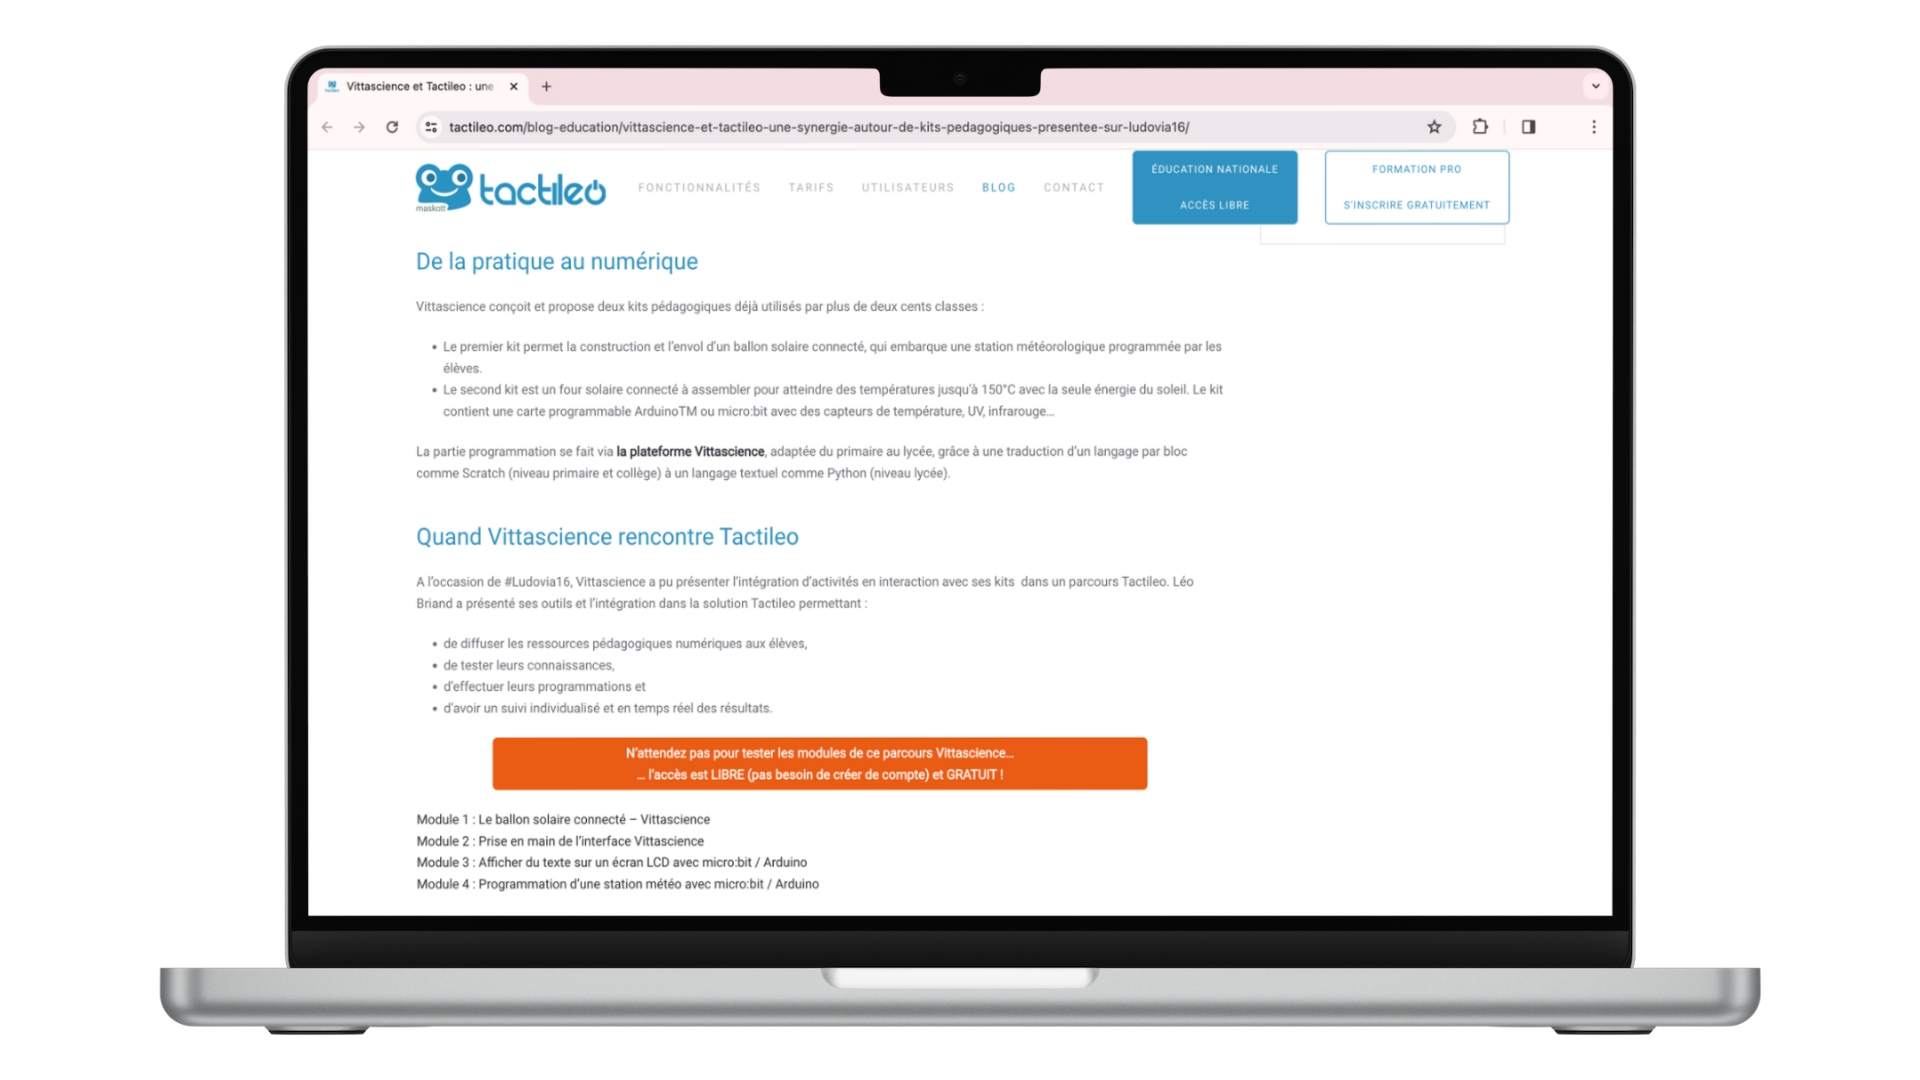 Vittascience et Tactileo : une
tactileo.com/blog-education/vittascience-et-tactileo-une-synergie-autour-de-kits-pedagogiques-presentee-sur-ludovia16/
maskott
tactileo
FONCTIONNALITÉS
TARIFS
UTILISATEURS
BLOG
CONTACT
ÉDUCATION NATIONALE
ACCÈS LIBRE
FORMATION PRO
S'INSCRIRE GRATUITEMENT
De la pratique au numérique
Vittascience conçoit et propose deux kits pédagogiques déjà utilisés par plus de deux cents classes :
• Le premier kit permet la construction et l'envol d'un ballon solaire connecté, qui embarque une station météorologique programmée par les
élèves.
• Le second kit est un four solaire connecté à assembler pour atteindre des températures jusqu'à 150°C avec la seule énergie du soleil. Le kit
contient une carte programmable ArduinoTM ou micro:bit avec des capteurs de température, UV, infrarouge…
La partie programmation se fait via la plateforme Vittascience, adaptée du primaire au lycée, grâce à une traduction d'un langage par bloc
comme Scratch (niveau primaire et collège) à un langage textuel comme Python (niveau lycée).
Quand Vittascience rencontre Tactileo
A l'occasion de #Ludovia16, Vittascience a pu présenter l'intégration d'activités en interaction avec ses kits dans un parcours Tactileo. Léo
Briand a présenté ses outils et l'intégration dans la solution Tactileo permettant :
• de diffuser les ressources pédagogiques numériques aux élèves,
• de tester leurs connaissances,
• d'effectuer leurs programmations et
• d'avoir un suivi individualisé et en temps réel des résultats.
N'attendez pas pour tester les modules de ce parcours Vittascience…
… l'accès est LIBRE (pas besoin de créer de compte) et GRATUIT !
Module 1 : Le ballon solaire connecté – Vittascience
Module 2 : Prise en main de l'interface Vittascience
Module 3 : Afficher du texte sur un écran LCD avec micro:bit / Arduino
Module 4 : Programmation d'une station météo avec micro:bit / Arduino